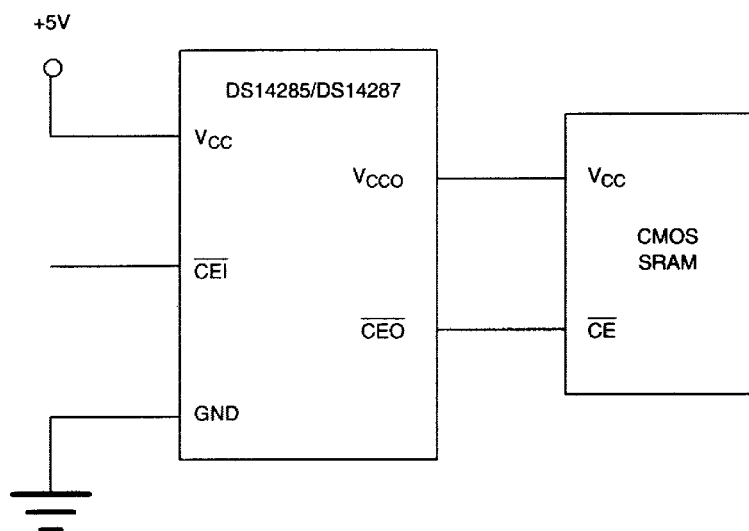 +5V
DS14285/DS14287
VCC
VCCO
VCC
CMOS
SRAM
CEI
CEO
CE
GND